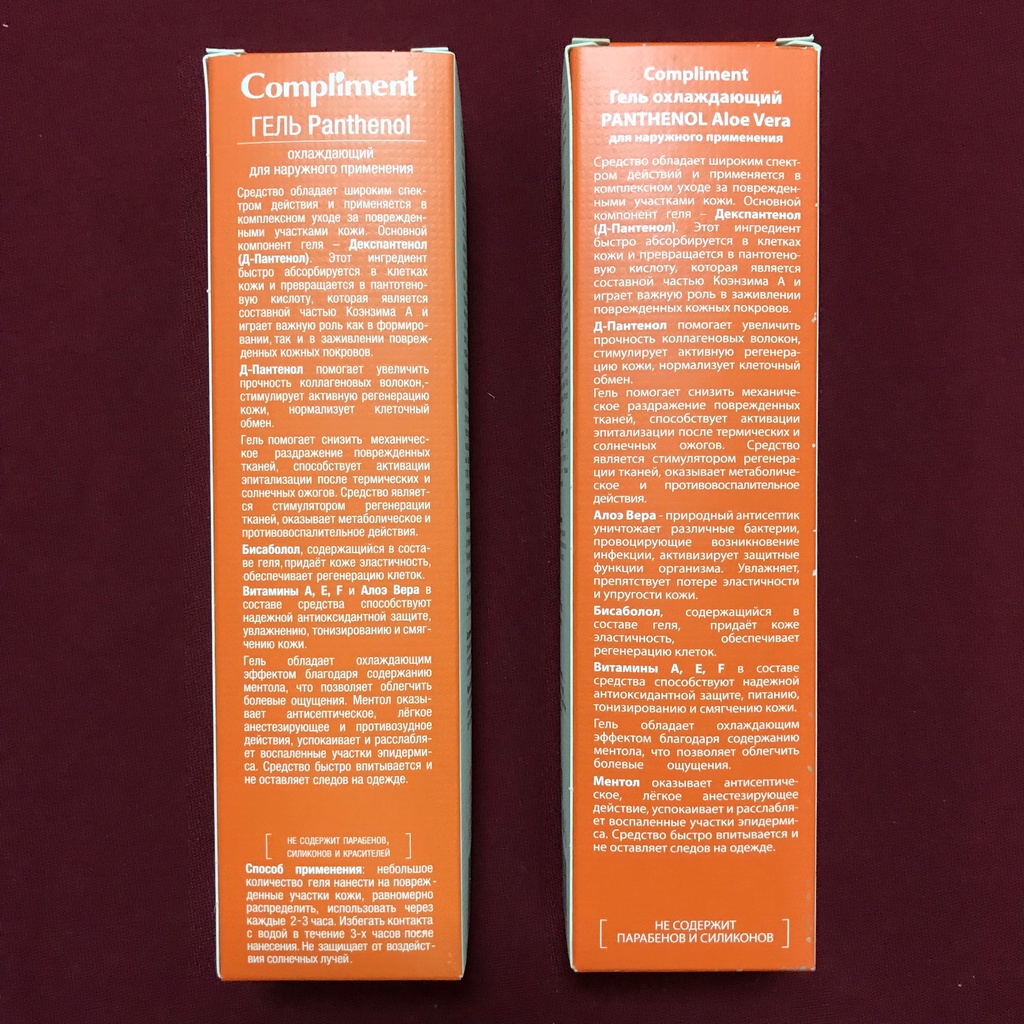 Compliment
ГЕЛЬ Panthenol
охлаждающий
для наружного применения
Средство обладает широким спек-
тром действия и применяется в
комплексном уходе за поврежден-
ными участками кожи. Основной
компонент геля – Декспантенол
(Д-Пантенол). Этот ингредиент
быстро абсорбируется в клетках
кожи и превращается в пантотено-
вую кислоту, которая является
составной частью Коэнзима А и
играет важную роль как в формиро-
вании, так и в заживлении повреж-
денных кожных покровов.
Д-Пантенол помогает увеличить
прочность коллагеновых волокон,-
стимулирует активную регенерацию
кожи, нормализует клеточный
обмен.
Гель помогает снизить механичес-
кое раздражение поврежденных
тканей, способствует активации
эпитализации после термических и
солнечных ожогов. Средство являет-
ся стимулятором регенерации
тканей, оказывает метаболическое и
противовоспалительное действия.
Бисаболол, содержащийся в соста-
ве геля, придаёт коже эластичность,
обеспечивает регенерацию клеток.
Витамины А, Е, F и Алоэ Вера в
составе средства способствуют
надежной антиоксидантной защите,
увлажнению, тонизированию и смяг-
чению кожи.
Гель обладает охлаждающим
эффектом благодаря содержанию
ментола, что позволяет облегчить
болевые ощущения. Ментол оказы-
вает антисептическое, лёгкое
анестезирующее и противозудное
действия, успокаивает и расслабля-
ет воспаленные участки эпидерми-
са. Средство быстро впитывается и
не оставляет следов на одежде.
НЕ СОДЕРЖИТ ПАРАБЕНОВ,
СИЛИКОНОВ И КРАСИТЕЛЕЙ
Способ применения: небольшое
количество геля нанести на повреж-
денные участки кожи, равномерно
распределить, использовать через
каждые 2-3 часа. Избегать контакта
с водой в течение 3-х часов после
нанесения. Не защищает от воздейст-
вия солнечных лучей.
Compliment
Гель охлаждающий
PANTHENOL Aloe Vera
для наружного применения
Средство обладает широким спект-
ром действий и применяется в
комплексном уходе за поврежден-
ными участками кожи. Основной
компонент геля – Декспантенол
(Д-Пантенол). Этот ингредиент
быстро абсорбируется в клетках
кожи и превращается в пантотено-
вую кислоту, которая является
составной частью Коэнзима А и
играет важную роль в заживлении
поврежденных кожных покровов.
Д-Пантенол помогает увеличить
прочность коллагеновых волокон,
стимулирует активную регенера-
цию кожи, нормализует клеточный
обмен.
Гель помогает снизить механиче-
ское раздражение поврежденных
тканей, способствует активации
эпитализации после термических и
солнечных ожогов. Средство
является стимулятором регенера-
ции тканей, оказывает метаболиче-
ское и противовоспалительное
действия.
Алоэ Вера - природный антисептик
уничтожает различные бактерии,
провоцирующие возникновение
инфекции, активизирует защитные
функции организма. Увлажняет,
препятствует потере эластичности
и упругости кожи.
Бисаболол, содержащийся в
составе геля, придаёт коже
эластичность, обеспечивает
регенерацию клеток.
Витамины А, Е, F в составе
средства способствуют надежной
антиоксидантной защите, питанию,
тонизированию и смягчению кожи.
Гель обладает охлаждающим
эффектом благодаря содержанию
ментола, что позволяет облегчить
болевые ощущения.
Ментол оказывает антисептиче-
ское, лёгкое анестезирующее
действие, успокаивает и расслабля-
ет воспаленные участки эпидерми-
са. Средство быстро впитывается и
не оставляет следов на одежде.
НЕ СОДЕРЖИТ
ПАРАБЕНОВ И СИЛИКОНОВ